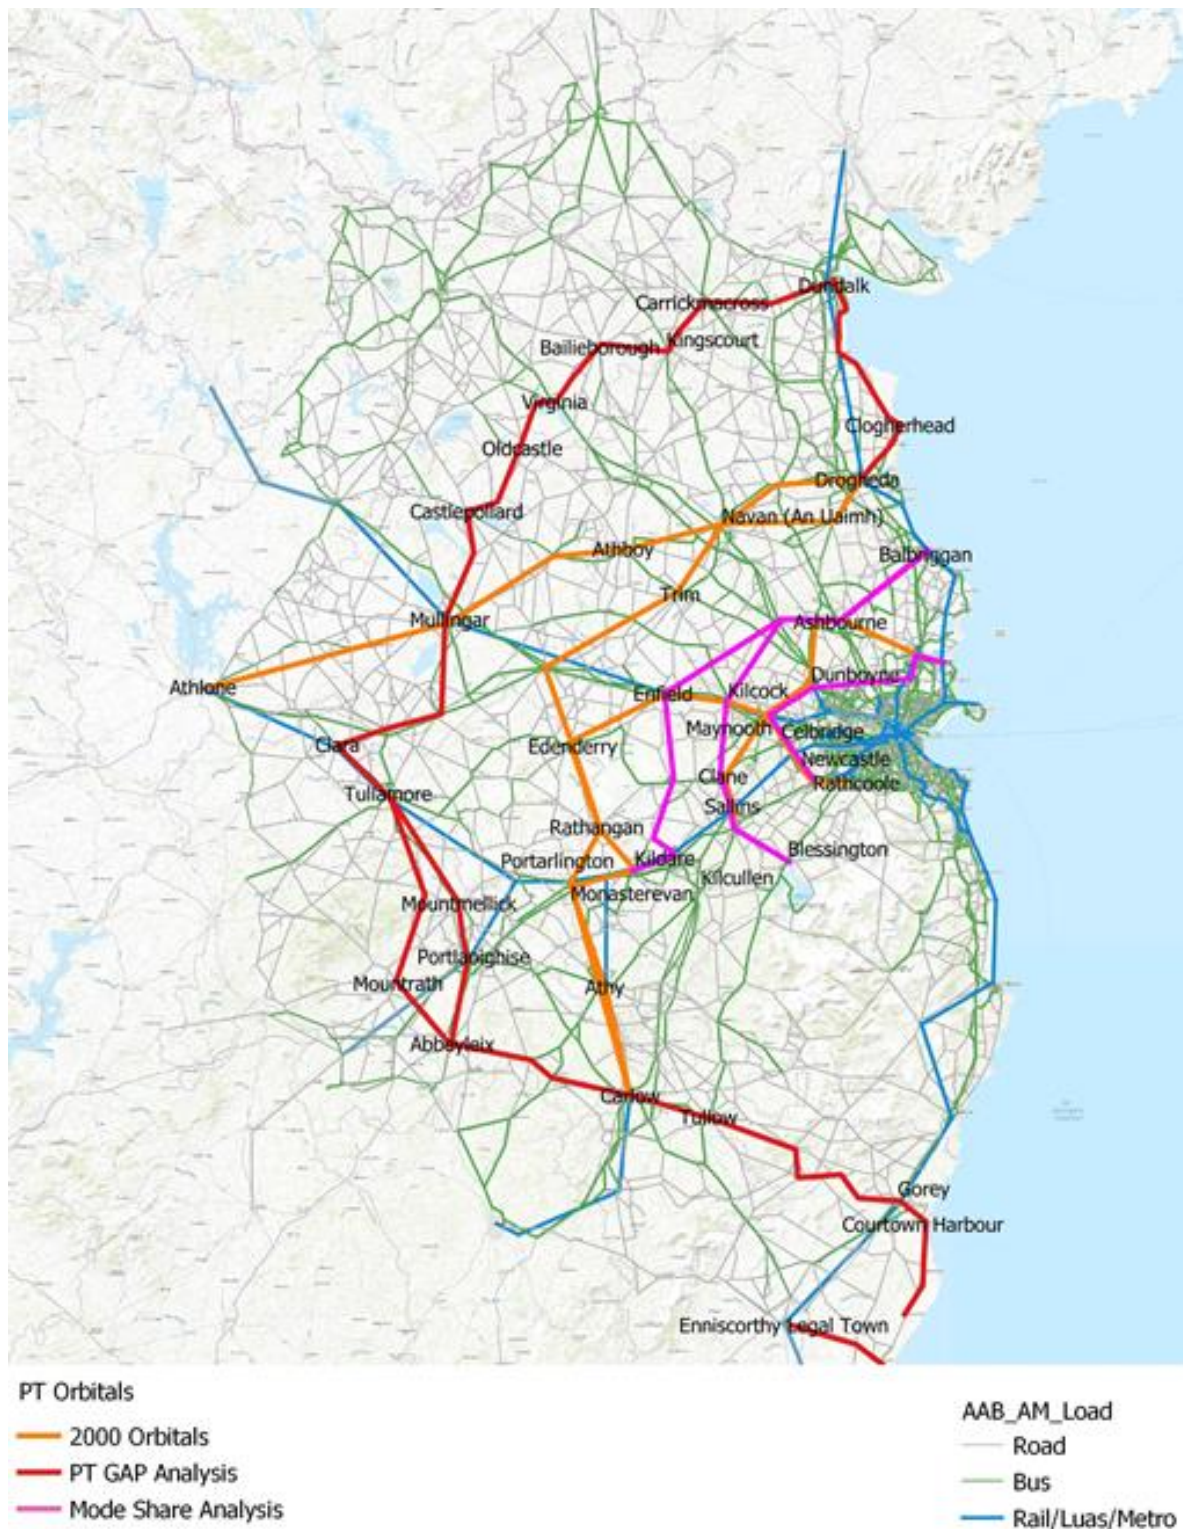 Dundalk
Carrickmacross
Kingscourt
Bailieborough
Virginia
Clogherhead
Oldcastle
Drogheda
Castlepollard
Navan (An Uaimh)
Athboy
Balbriggan
Trim
Mullingar
Ashbourne
Dunboyne
Athlone
Enfield
Kilcock
Maynooth
Celbridge
Clara
Edenderry
Newcastle
Clane
Rathcoole
Tullamore
Sallins
Rathangan
Blessington
Portarlington
Kildare
Kilcullen
Monasterevan
Mountmellick
Portlaoighise
Mountrath
Athy
Abbeyleix
Carlow
Tullow
Gorey
Courtown Harbour
Enniscorthy Legal Town
PT Orbitals
2000 Orbitals
PT GAP Analysis
Mode Share Analysis
AAB_AM_Load
Road
Bus
Rail/Luas/Metro